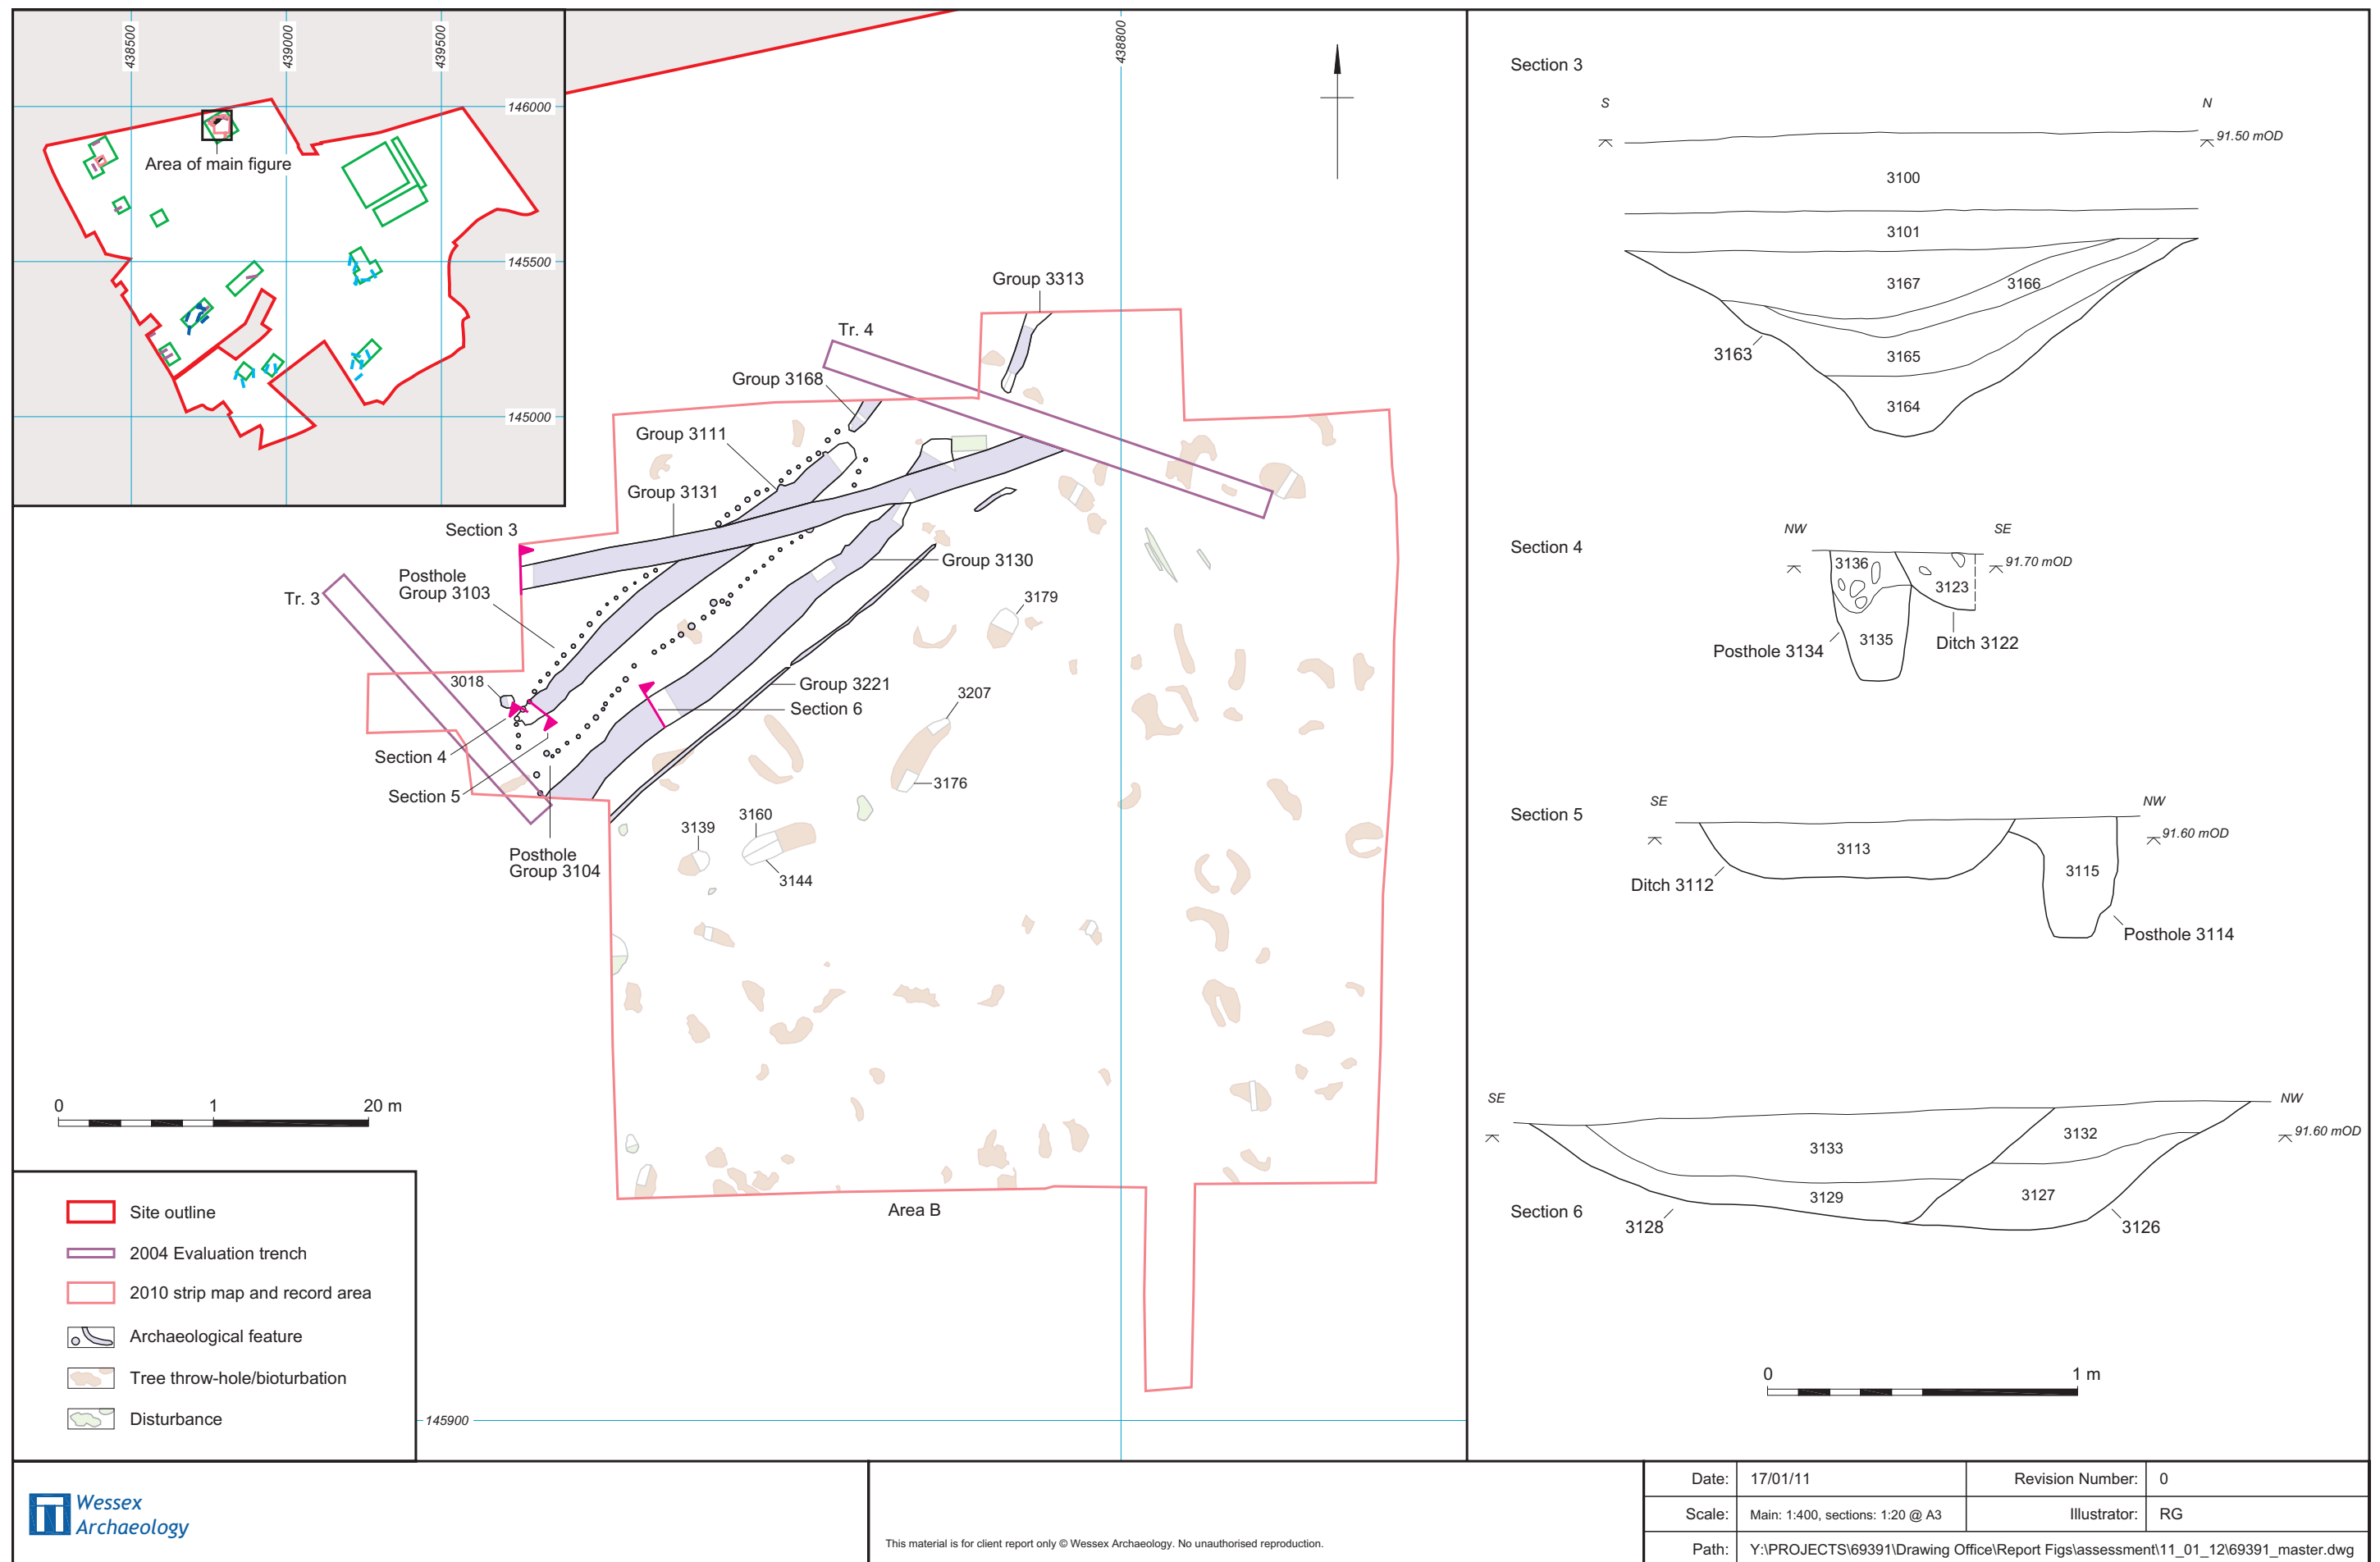 438500
439000
439500
146000
145500
145000
Area of main figure
438800
Group 3313
Tr. 4
Group 3168
Group 3111
Group 3131
Section 3
Posthole
Group 3103
Tr. 3
Group 3130
3179
3018
Group 3221
Section 6
3207
Section 4
3176
Section 5
3160
3139
Posthole
Group 3104
3144
Area B
0 1 20 m
145900
Site outline
2004 Evaluation trench
2010 strip map and record area
Archaeological feature
Tree throw-hole/bioturbation
Disturbance
Section 3
S N
91.50 mOD
3100
3101
3167
3166
3163
3165
3164
Section 4
NW SE
91.70 mOD
3136
3123
3135
Posthole 3134
Ditch 3122
Section 5
SE NW
91.60 mOD
3113
3115
Ditch 3112
Posthole 3114
SE NW
91.60 mOD
3133
3132
3129
3127
Section 6
3128
3126
0 1 m
Wessex
Archaeology
This material is for client report only © Wessex Archaeology. No unauthorised reproduction.
Date: 17/01/11 Revision Number: 0
Scale: Main: 1:400, sections: 1:20 @ A3 Illustrator: RG
Path: Y:\PROJECTS\69391\Drawing Office\Report Figs\assessment\11_01_12\69391_master.dwg